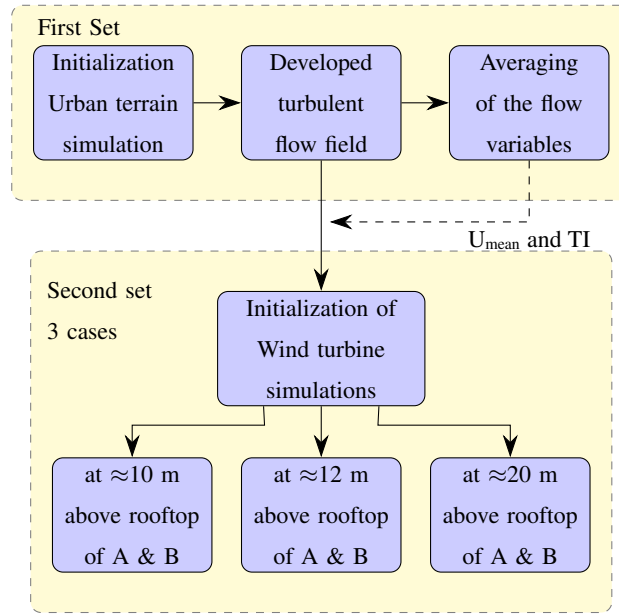 First Set
Initialization
Urban terrain
simulation
Developed
turbulent
flow field
Averaging
of the flow
variables
U_mean and TI
Second set
3 cases
Initialization of
Wind turbine
simulations
at ≈10 m
above rooftop
of A & B
at ≈12 m
above rooftop
of A & B
at ≈20 m
above rooftop
of A & B